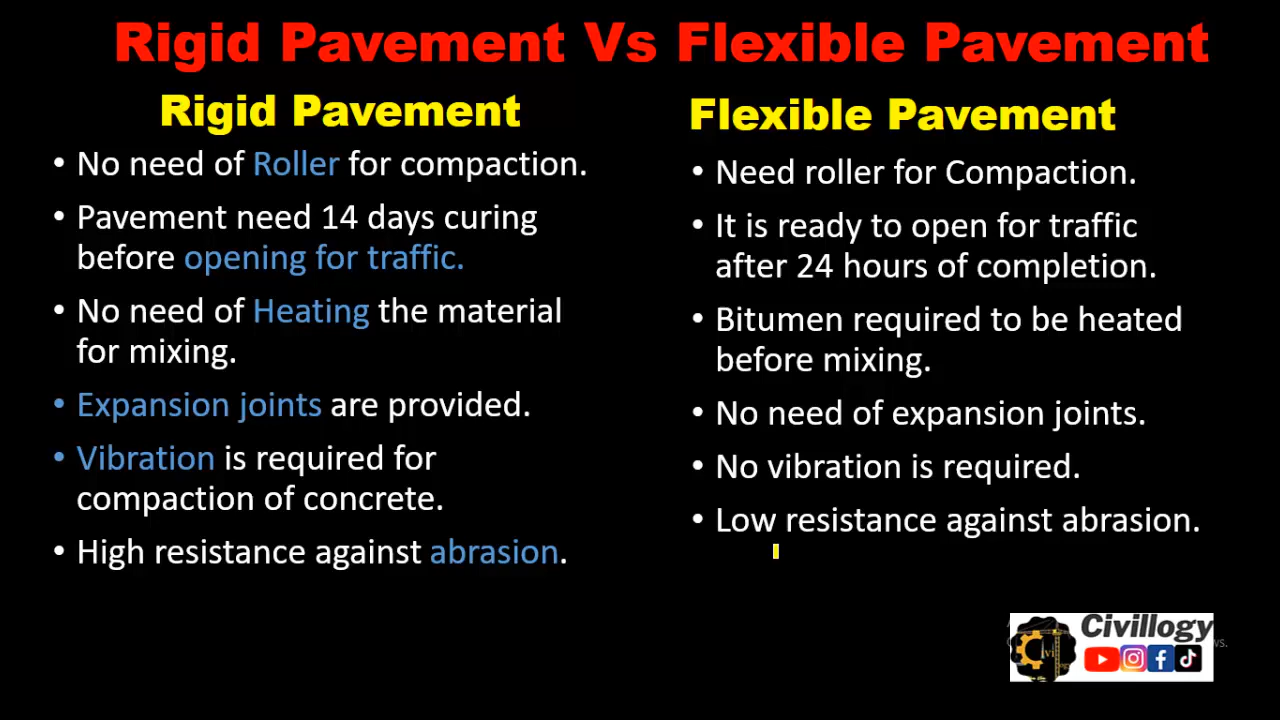 Rigid Pavement Vs Flexible Pavement
Rigid Pavement
• No need of Roller for compaction.
• Pavement need 14 days curing
before opening for traffic.
• No need of Heating the material
for mixing.
• Expansion joints are provided.
• Vibration is required for
compaction of concrete.
• High resistance against abrasion.
Flexible Pavement
• Need roller for Compaction.
• It is ready to open for traffic
after 24 hours of completion.
• Bitumen required to be heated
before mixing.
• No need of expansion joints.
• No vibration is required.
• Low resistance against abrasion.
Civillogy